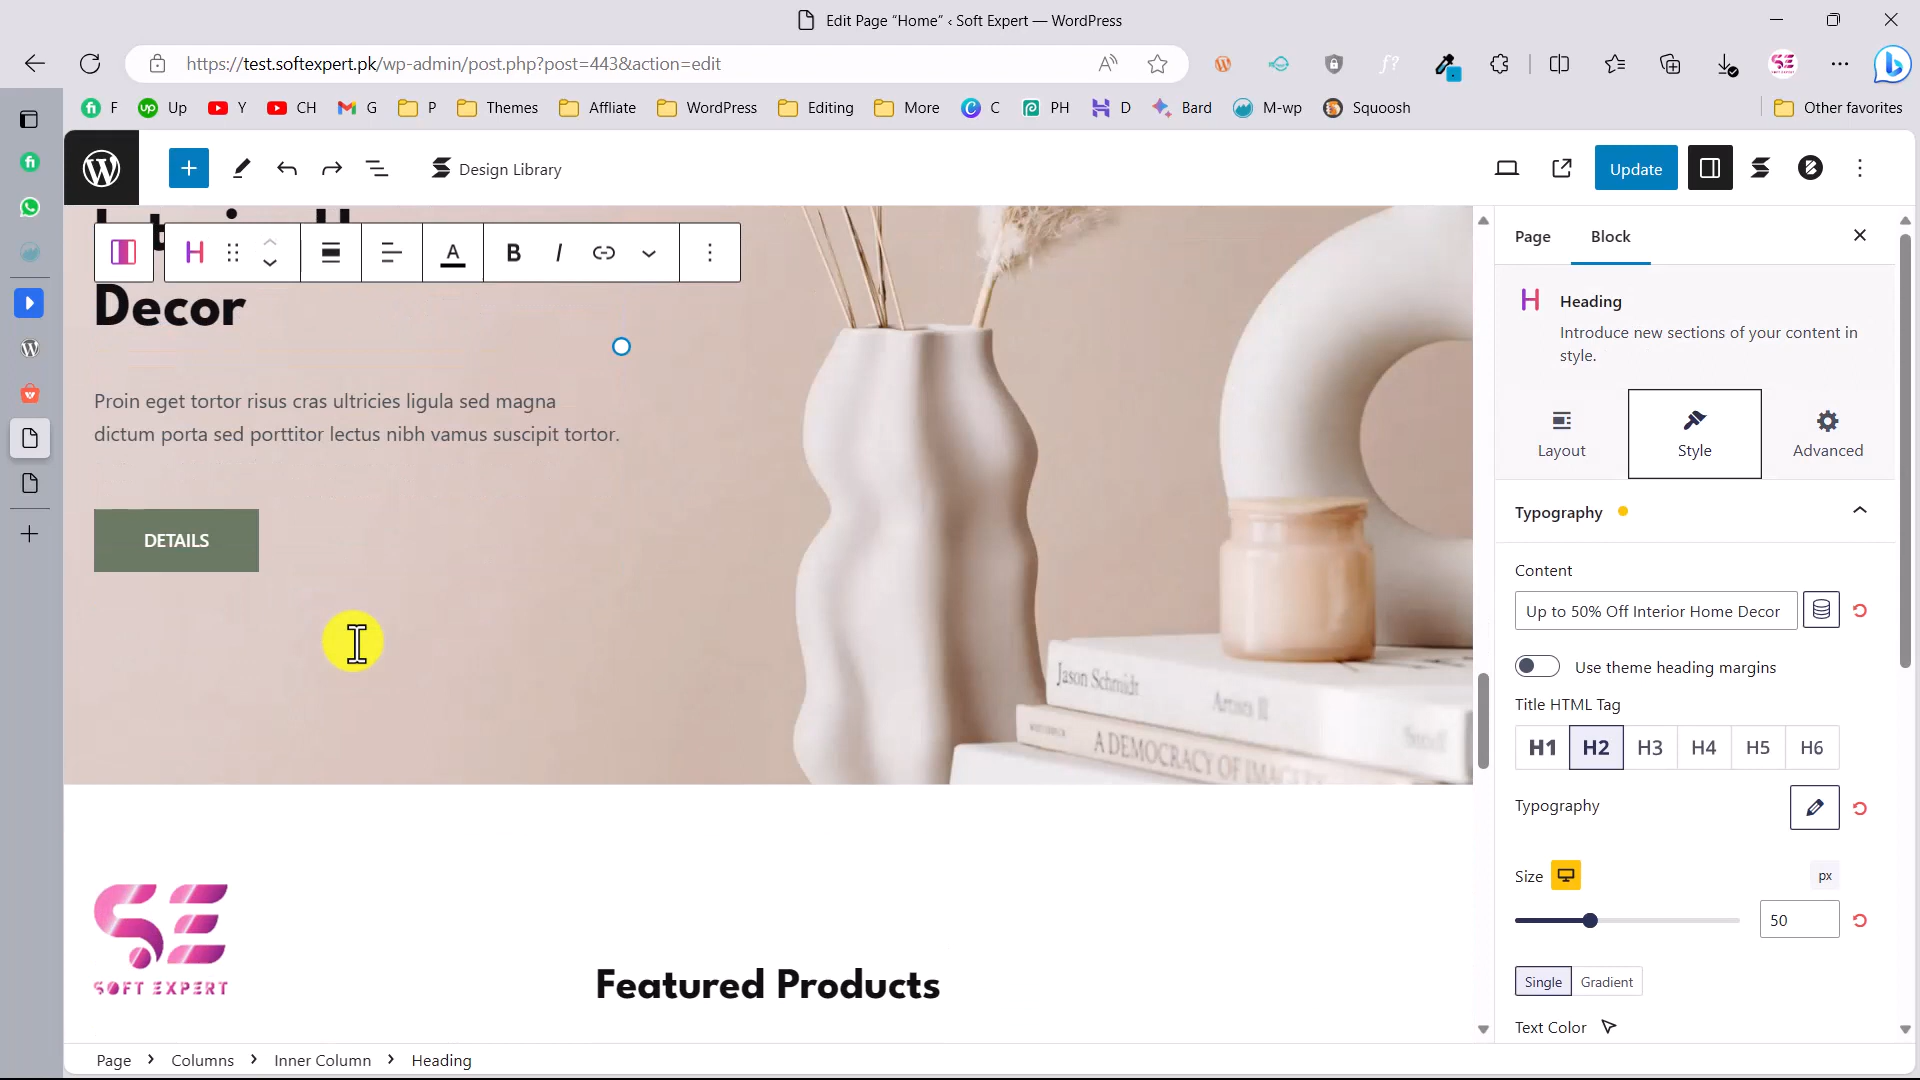 Edit Page “Home” ‹ Soft Expert — WordPress
https://test.softexpert.pk/wp-admin/post.php?post=443&action=edit
F Up Y CH G P Themes Affliate WordPress Editing More C PH D Bard M-wp Squoosh Other favorites
Design Library
Update
Decor
Proin eget tortor risus cras ultricies ligula sed magna
dictum porta sed porttitor lectus nibh vamus suscipit tortor.
DETAILS
Jason Schmidt
A DEMOCRACY OF IMAGES
SOFT EXPERT
Featured Products
Page Block
Heading
Introduce new sections of your content in
style.
Layout Style Advanced
Typography
Content
Up to 50% Off Interior Home Decor
Use theme heading margins
Title HTML Tag
H1 H2 H3 H4 H5 H6
Typography
Size px
50
Single Gradient
Text Color
Page > Columns > Inner Column > Heading